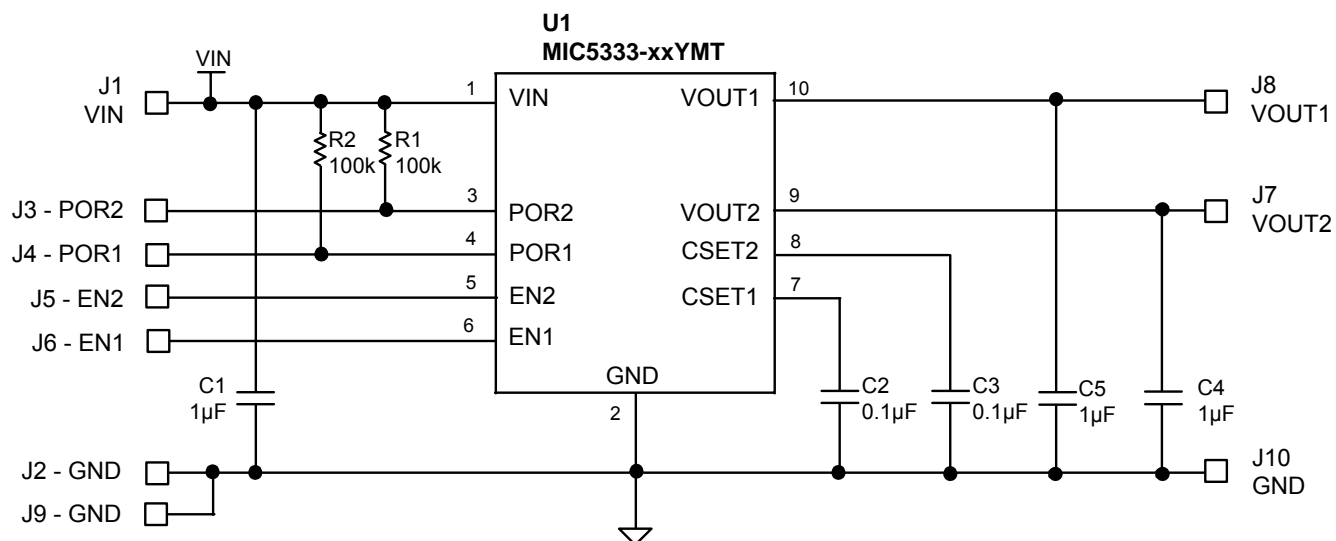 U1
MIC5333-xxYMT
VIN
J1
VIN
1
VIN
VOUT1
10
J8
VOUT1
R2
100k
R1
100k
J3 - POR2
3
POR2
VOUT2
9
J7
VOUT2
J4 - POR1
4
POR1
CSET2
8
J5 - EN2
5
EN2
CSET1
7
J6 - EN1
6
EN1
GND
2
C1
1µF
C2
0.1µF
C3
0.1µF
C5
1µF
C4
1µF
J2 - GND
J10
GND
J9 - GND